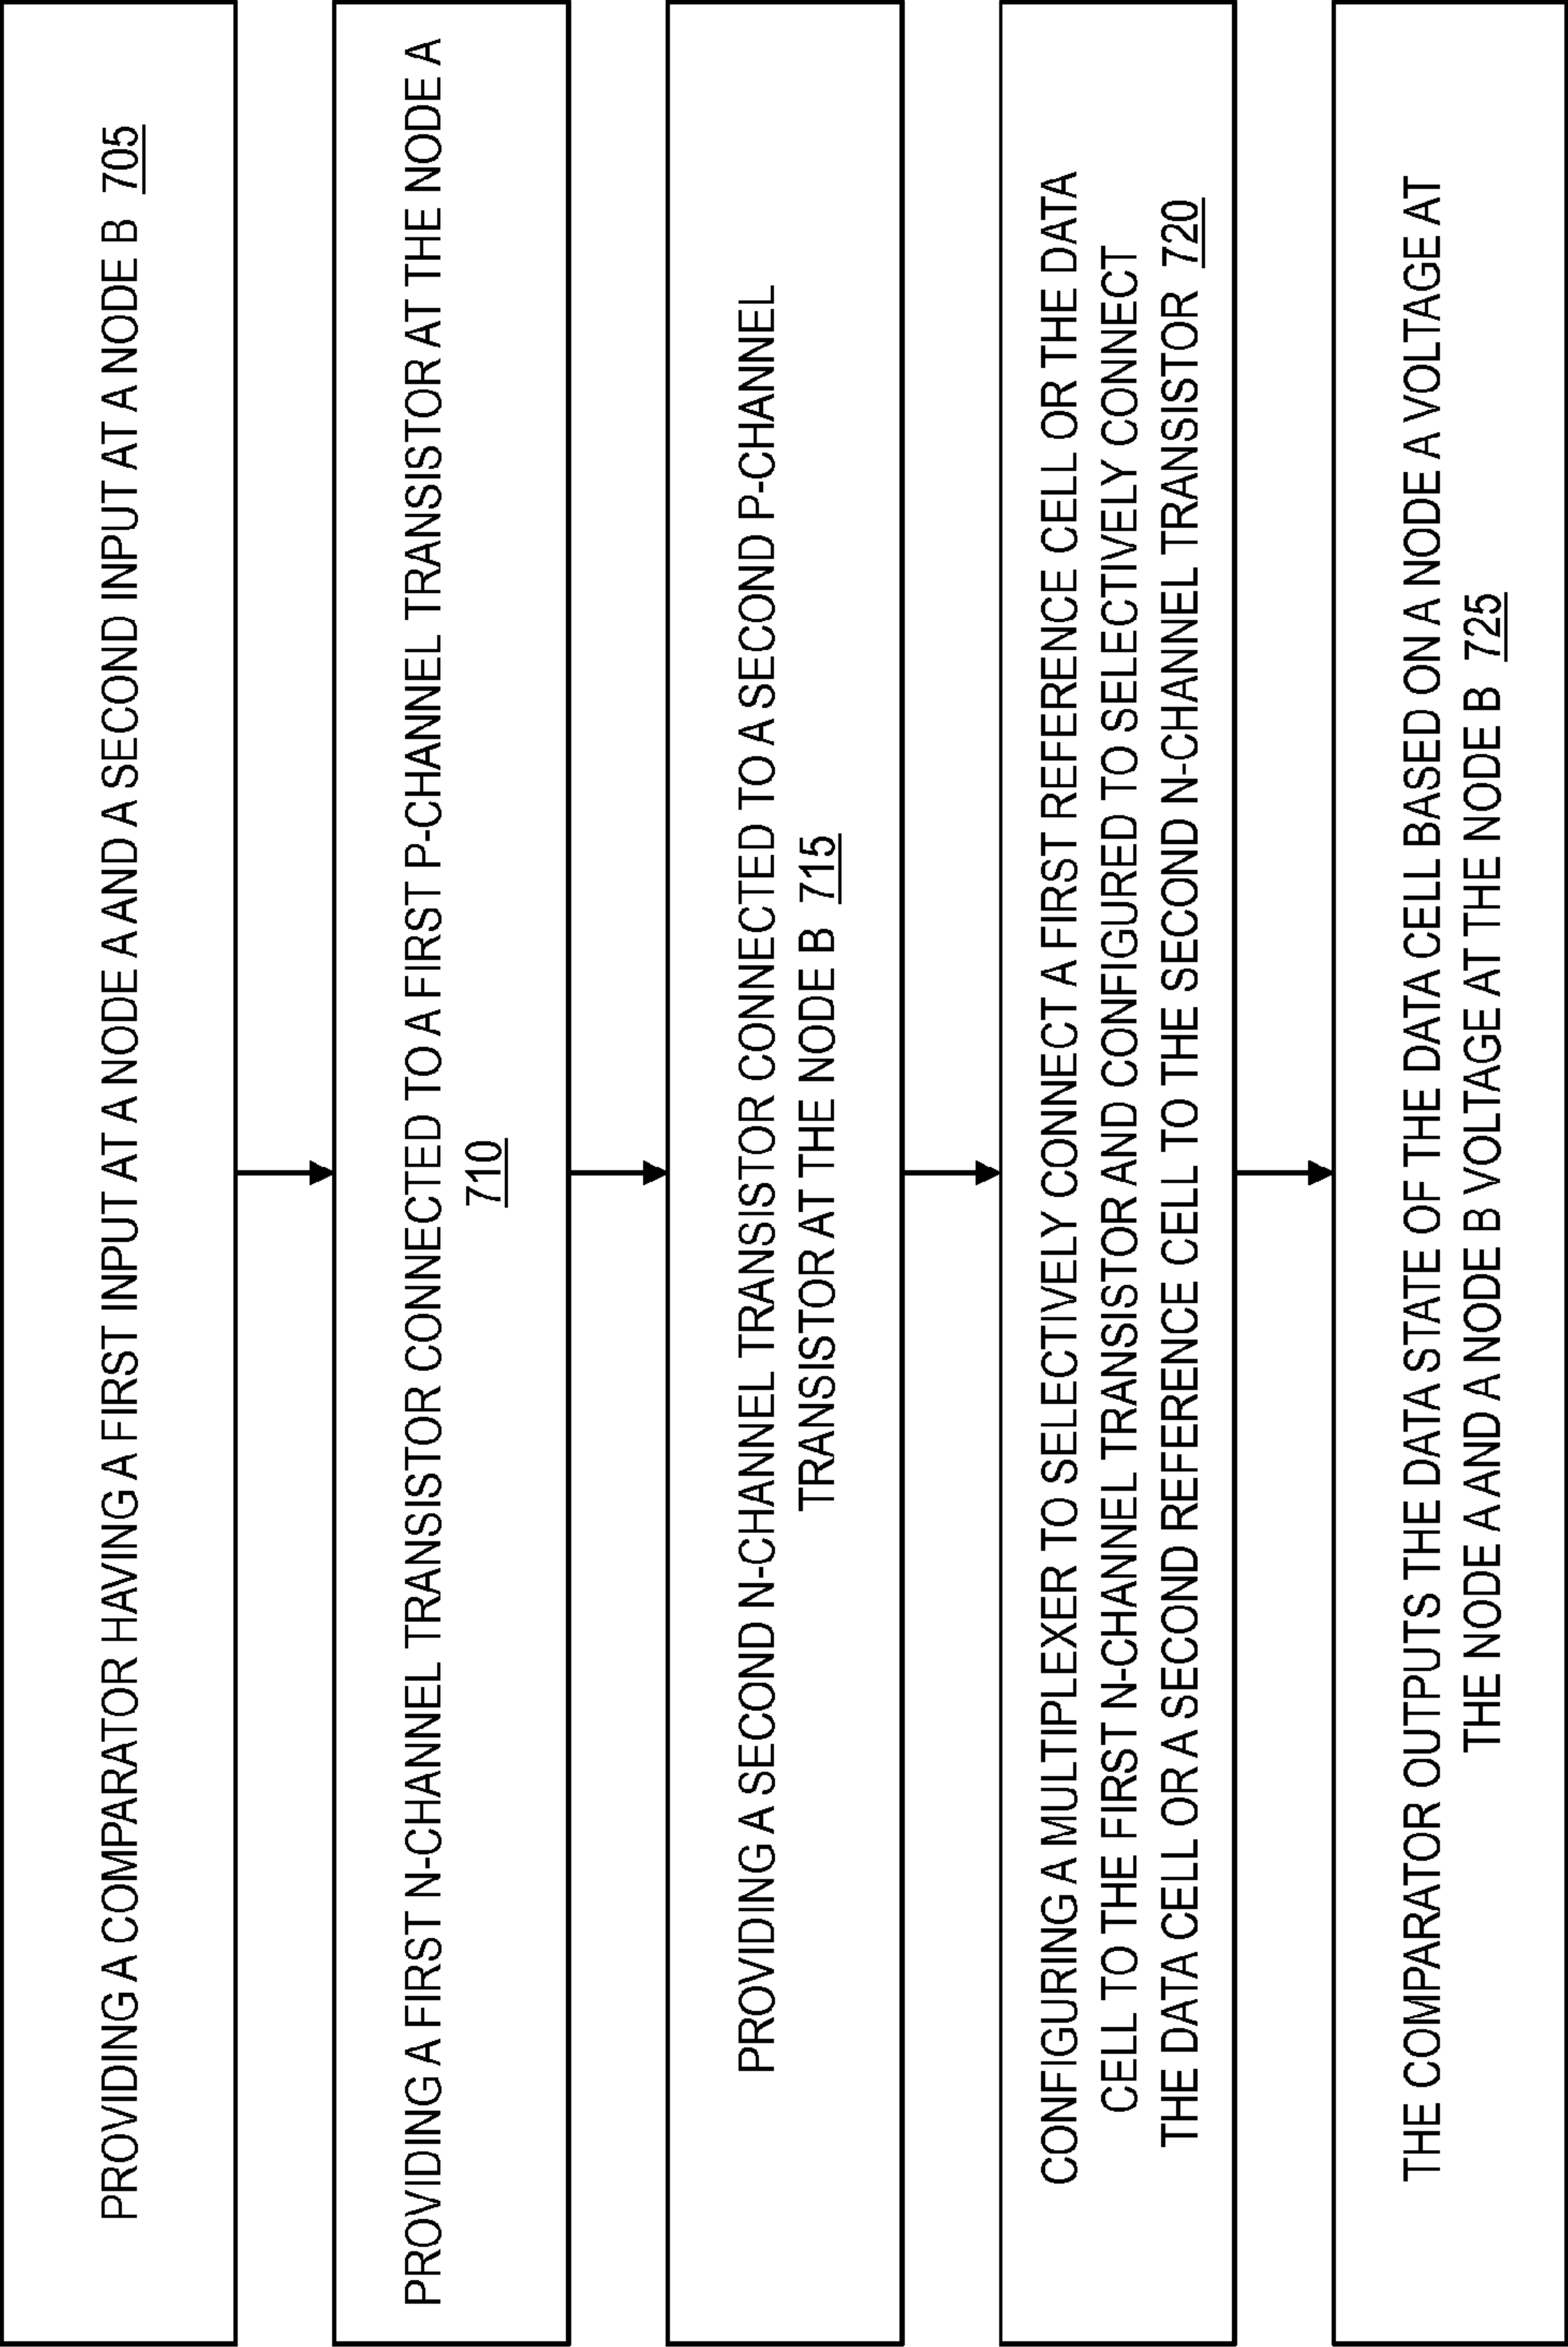 PROVIDING A COMPARATOR HAVING A FIRST INPUT AT A NODE A AND A SECOND INPUT AT A NODE B 705
PROVIDING A FIRST N-CHANNEL TRANSISTOR CONNECTED TO A FIRST P-CHANNEL TRANSISTOR AT THE NODE A
710
PROVIDING A SECOND N-CHANNEL TRANSISTOR CONNECTED TO A SECOND P-CHANNEL
TRANSISTOR AT THE NODE B 715
CONFIGURING A MULTIPLEXER TO SELECTIVELY CONNECT A FIRST REFERENCE CELL OR THE DATA
CELL TO THE FIRST N-CHANNEL TRANSISTOR AND CONFIGURED TO SELECTIVELY CONNECT
THE DATA CELL OR A SECOND REFERENCE CELL TO THE SECOND N-CHANNEL TRANSISTOR 720
THE COMPARATOR OUTPUTS THE DATA STATE OF THE DATA CELL BASED ON A NODE A VOLTAGE AT
THE NODE A AND A NODE B VOLTAGE AT THE NODE B 725